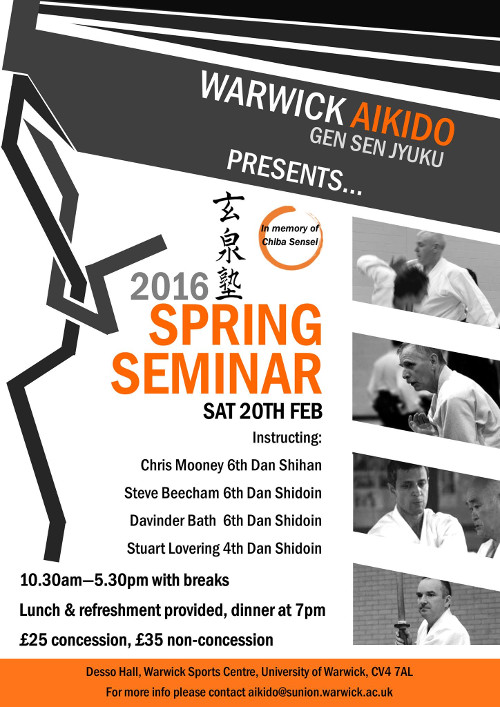 WARWICK AIKIDO
GEN SEN JYUKU
PRESENTS...
玄泉塾
In memory of
Chiba Sensei
2016
SPRING
SEMINAR
SAT 20TH FEB
Instructing:
Chris Mooney 6th Dan Shihan
Steve Beecham 6th Dan Shidoin
Davinder Bath 6th Dan Shidoin
Stuart Lovering 4th Dan Shidoin
10.30am—5.30pm with breaks
Lunch & refreshment provided, dinner at 7pm
£25 concession, £35 non-concession
Desso Hall, Warwick Sports Centre, University of Warwick, CV4 7AL
For more info please contact aikido@sunion.warwick.ac.uk